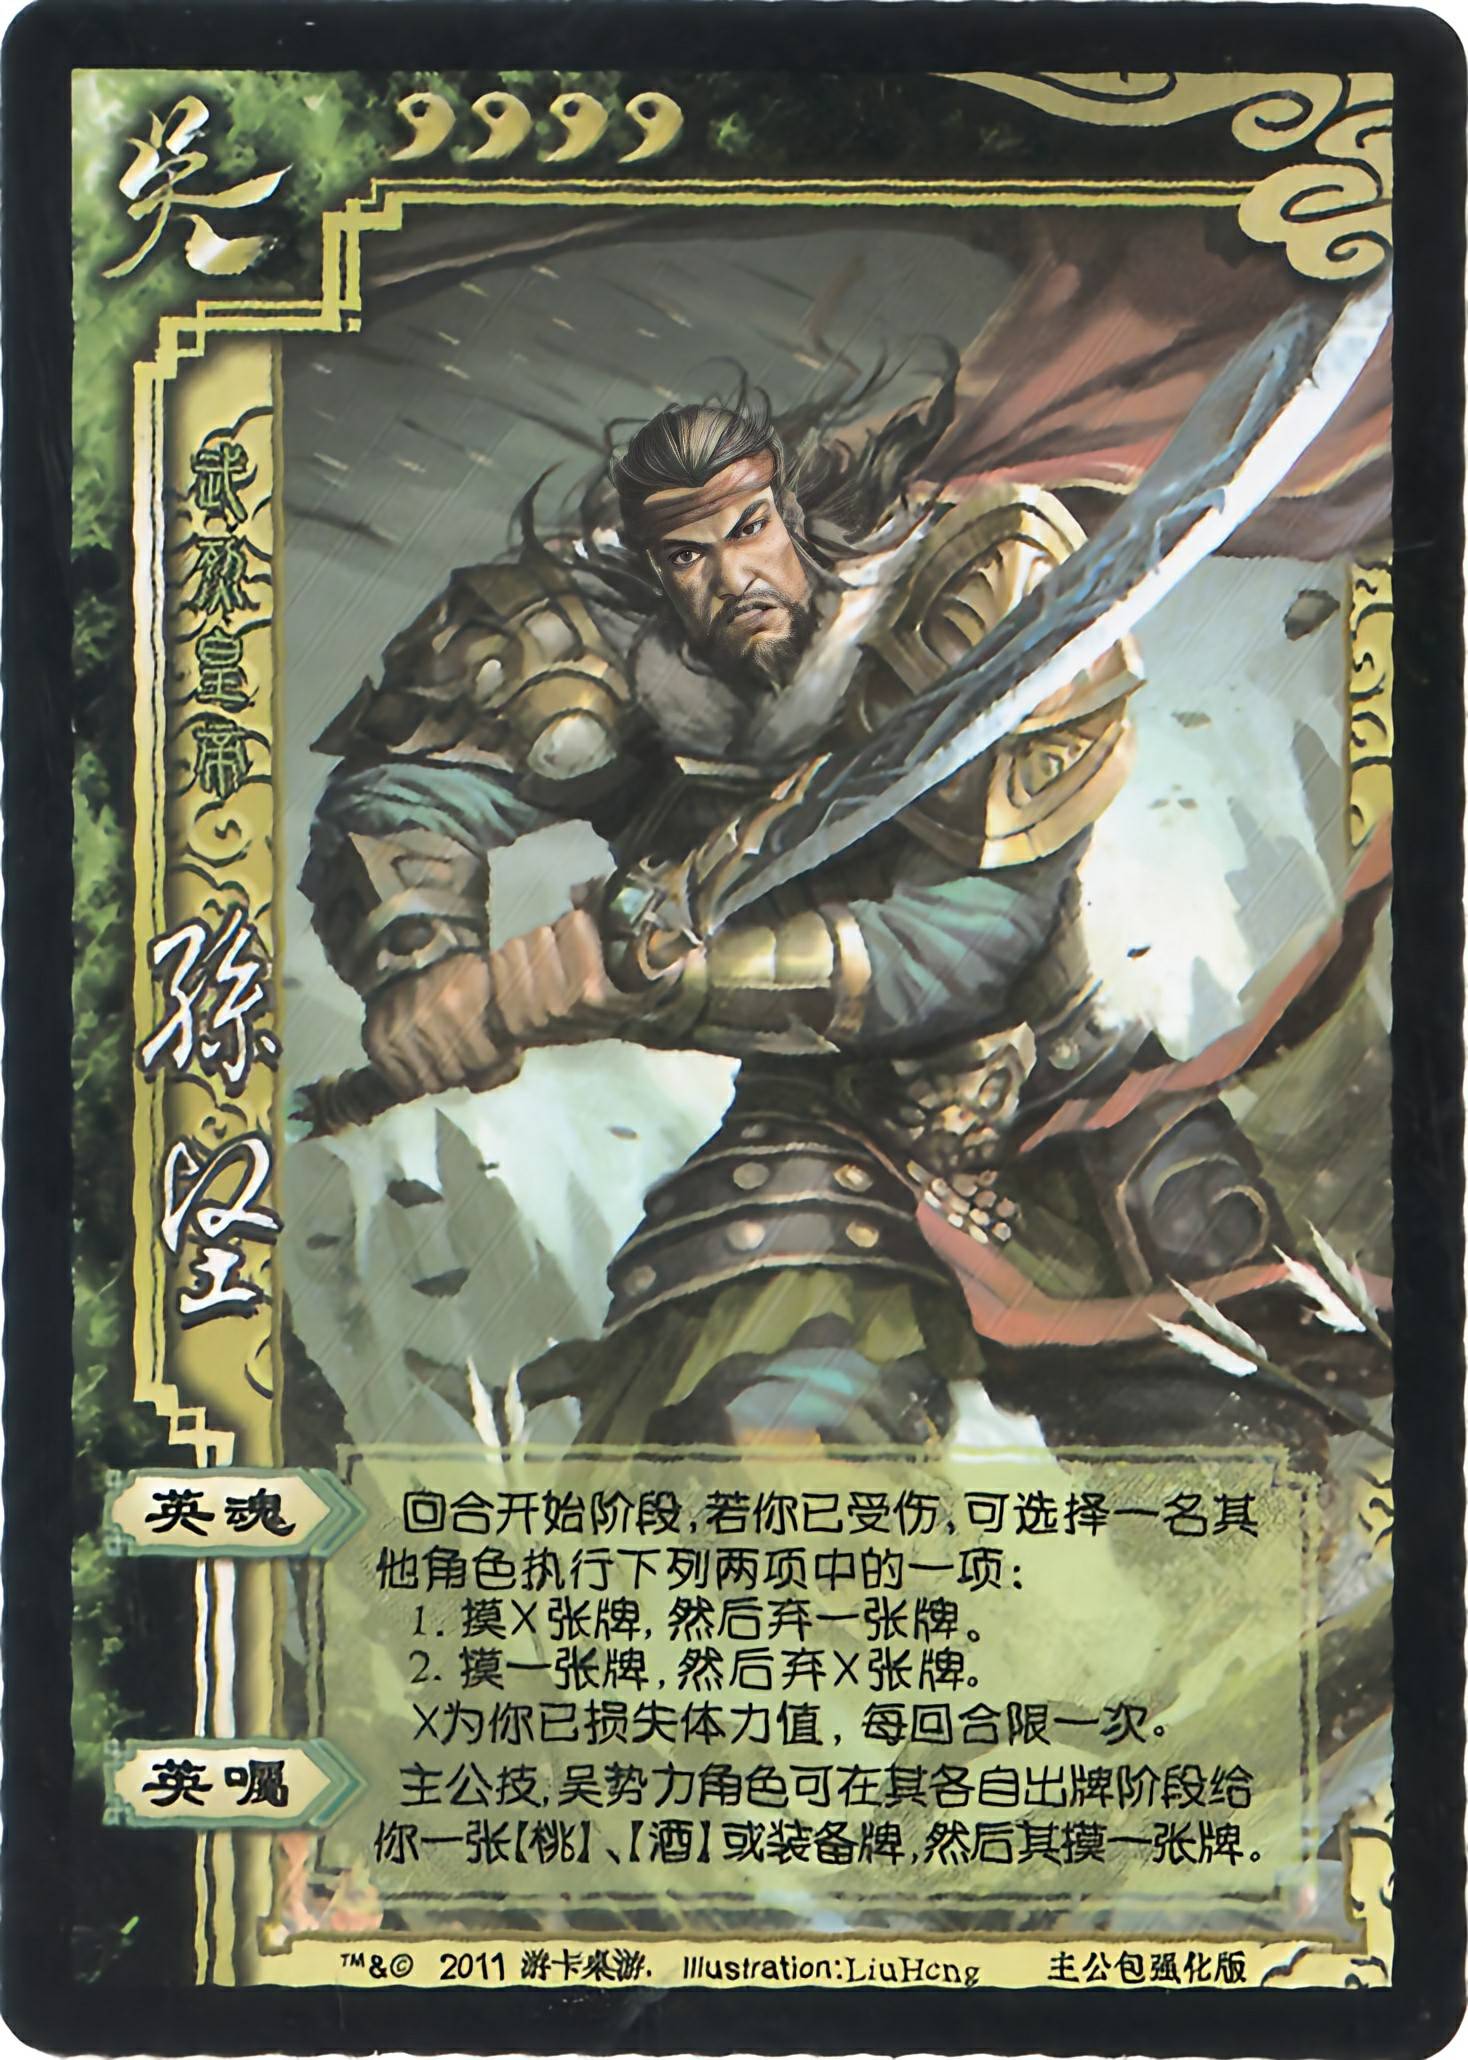 吴
武烈皇帝
孫堅
英魂
回合开始阶段,若你已受伤,可选择一名其
他角色执行下列两项中的一项:
1. 摸X张牌,然后弃一张牌。
2. 摸一张牌,然后弃X张牌。
X为你已损失体力值,每回合限一次。
英嘱
主公技,吴势力角色可在其各自出牌阶段给
你一张【桃】、【酒】或装备牌,然后其摸一张牌。
™&© 2011 游卡桌游. Illustration:LiuHeng 主公包强化版